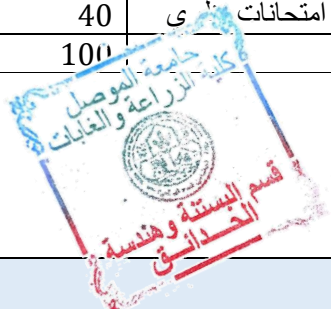 امتحانات 40
100
جامعة الموصل
كلية الزراعة والغابات
قسم البستنة وهندسة
الحدائق